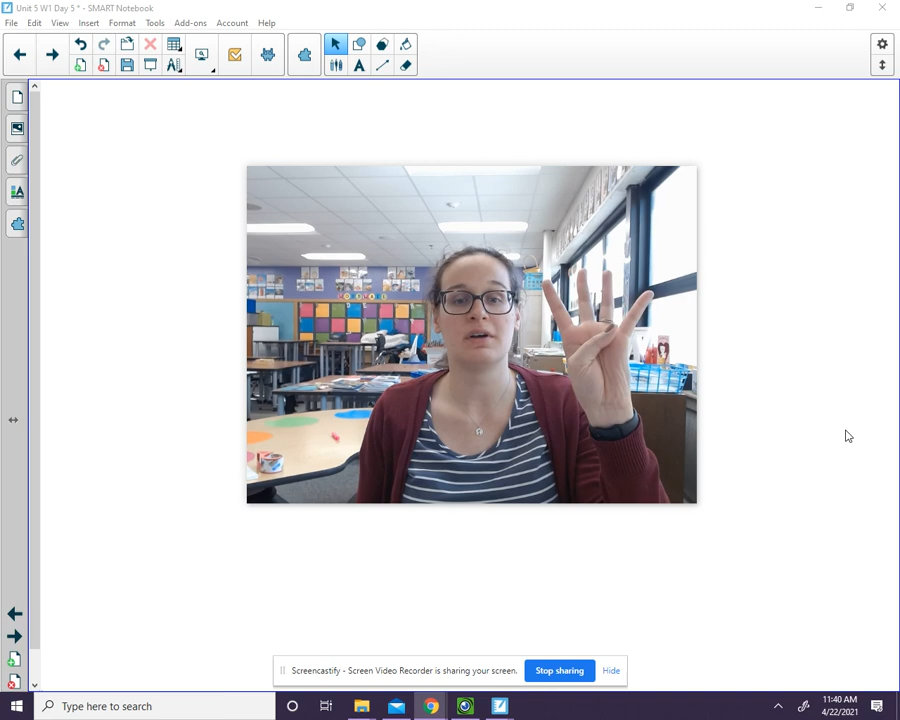 Unit 5 W1 Day 5 * - SMART Notebook
File Edit View Insert Format Tools Add-ons Account Help
Screencastify - Screen Video Recorder is sharing your screen. Stop sharing Hide
Type here to search
11:40 AM
4/22/2021